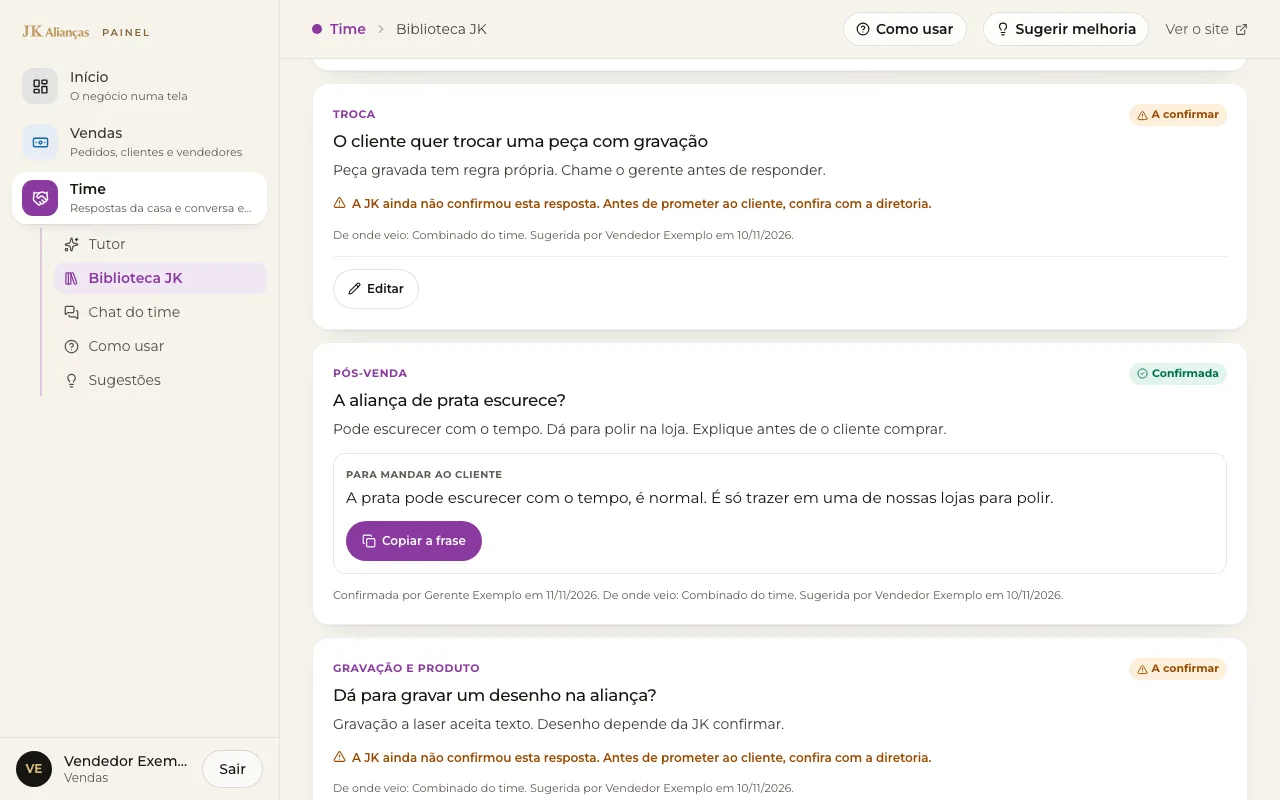 JK Alianças PAINEL
Início
O negócio numa tela
Vendas
Pedidos, clientes e vendedores
Time
Respostas da casa e conversa e...
Tutor
Biblioteca JK
Chat do time
Como usar
Sugestões
VE
Vendedor Exem...
Vendas
Sair
Time > Biblioteca JK
Como usar
Sugerir melhoria
Ver o site
TROCA
A confirmar
O cliente quer trocar uma peça com gravação
Peça gravada tem regra própria. Chame o gerente antes de responder.
A JK ainda não confirmou esta resposta. Antes de prometer ao cliente, confira com a diretoria.
De onde veio: Combinado do time. Sugerida por Vendedor Exemplo em 10/11/2026.
Editar
PÓS-VENDA
Confirmada
A aliança de prata escurece?
Pode escurecer com o tempo. Dá para polir na loja. Explique antes de o cliente comprar.
PARA MANDAR AO CLIENTE
A prata pode escurecer com o tempo, é normal. É só trazer em uma de nossas lojas para polir.
Copiar a frase
Confirmada por Gerente Exemplo em 11/11/2026. De onde veio: Combinado do time. Sugerida por Vendedor Exemplo em 10/11/2026.
GRAVAÇÃO E PRODUTO
A confirmar
Dá para gravar um desenho na aliança?
Gravação a laser aceita texto. Desenho depende da JK confirmar.
A JK ainda não confirmou esta resposta. Antes de prometer ao cliente, confira com a diretoria.
De onde veio: Combinado do time. Sugerida por Vendedor Exemplo em 10/11/2026.